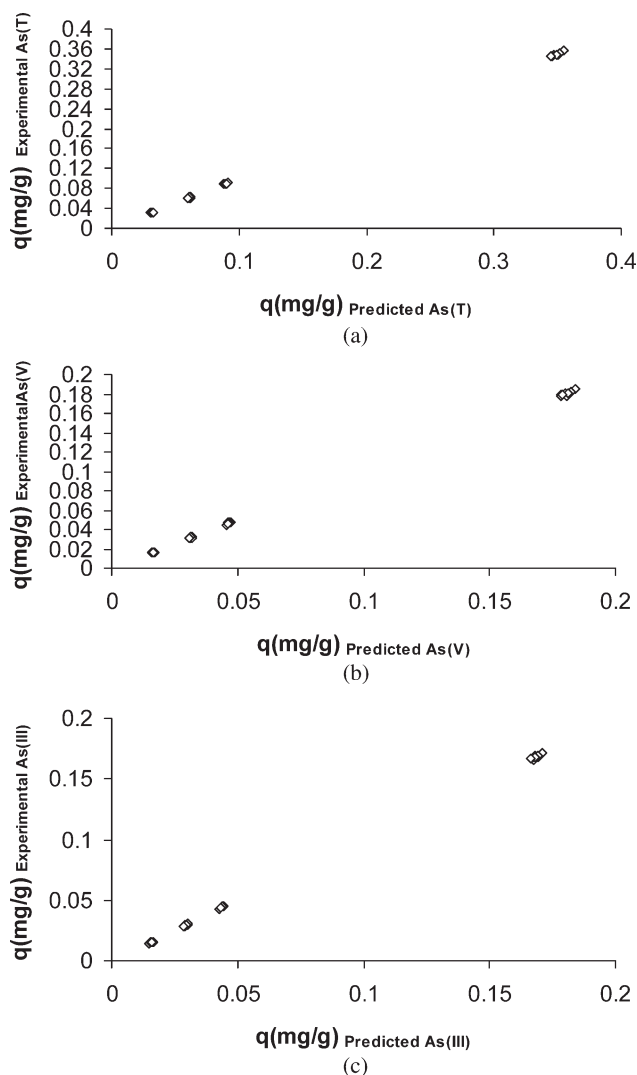 q(mg/g) Experimental As(T)
0.4
0.36
0.32
0.28
0.24
0.2
0.16
0.12
0.08
0.04
0
0 0.1 0.2 0.3 0.4
q(mg/g) Predicted As(T)
(a)
q(mg/g) ExperimentalAs(V)
0.2
0.18
0.16
0.14
0.12
0.1
0.08
0.06
0.04
0.02
0
0 0.05 0.1 0.15 0.2
q(mg/g) Predicted As(V)
(b)
q(mg/g) Experimental As(III)
0.2
0.15
0.1
0.05
0
0 0.05 0.1 0.15 0.2
q(mg/g) Predicted As(III)
(c)